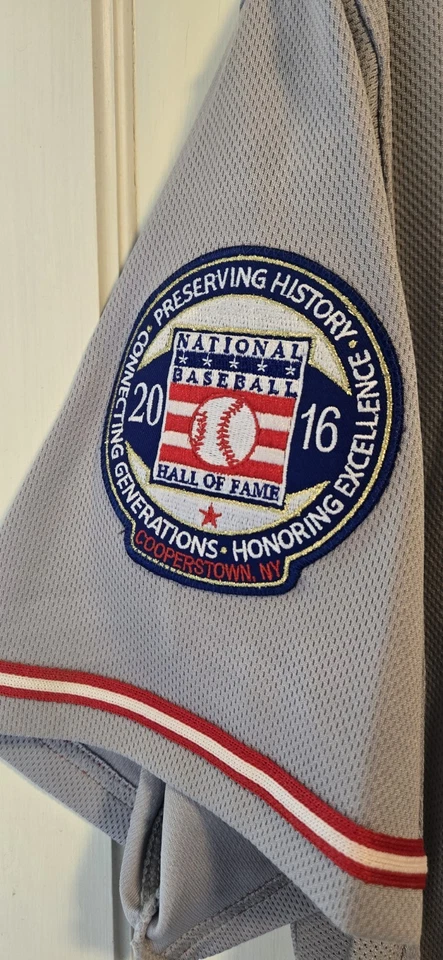 PRESERVING HISTORY • HONORING EXCELLENCE • CONNECTING GENERATIONS •
NATIONAL
BASEBALL
20 16
HALL OF FAME
COOPERSTOWN, NY